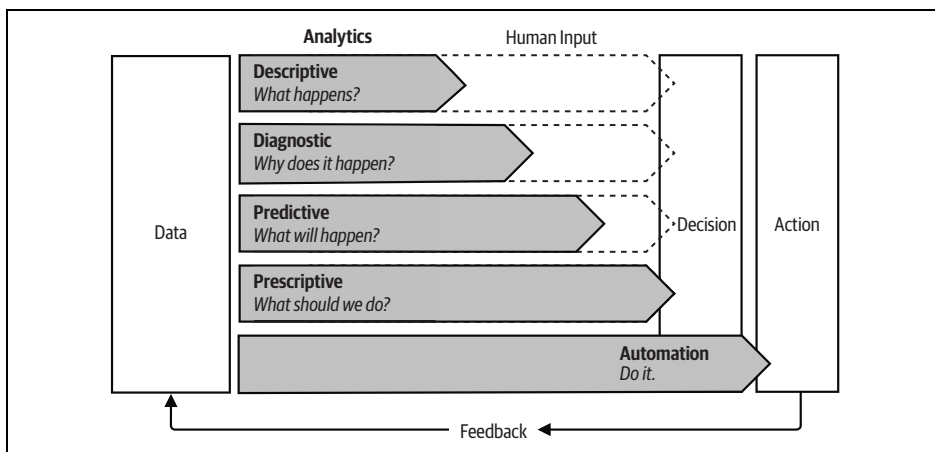 Analytics
Human Input
Descriptive
What happens?
Diagnostic
Why does it happen?
Predictive
What will happen?
Data
Decision
Action
Prescriptive
What should we do?
Automation
Do it.
Feedback